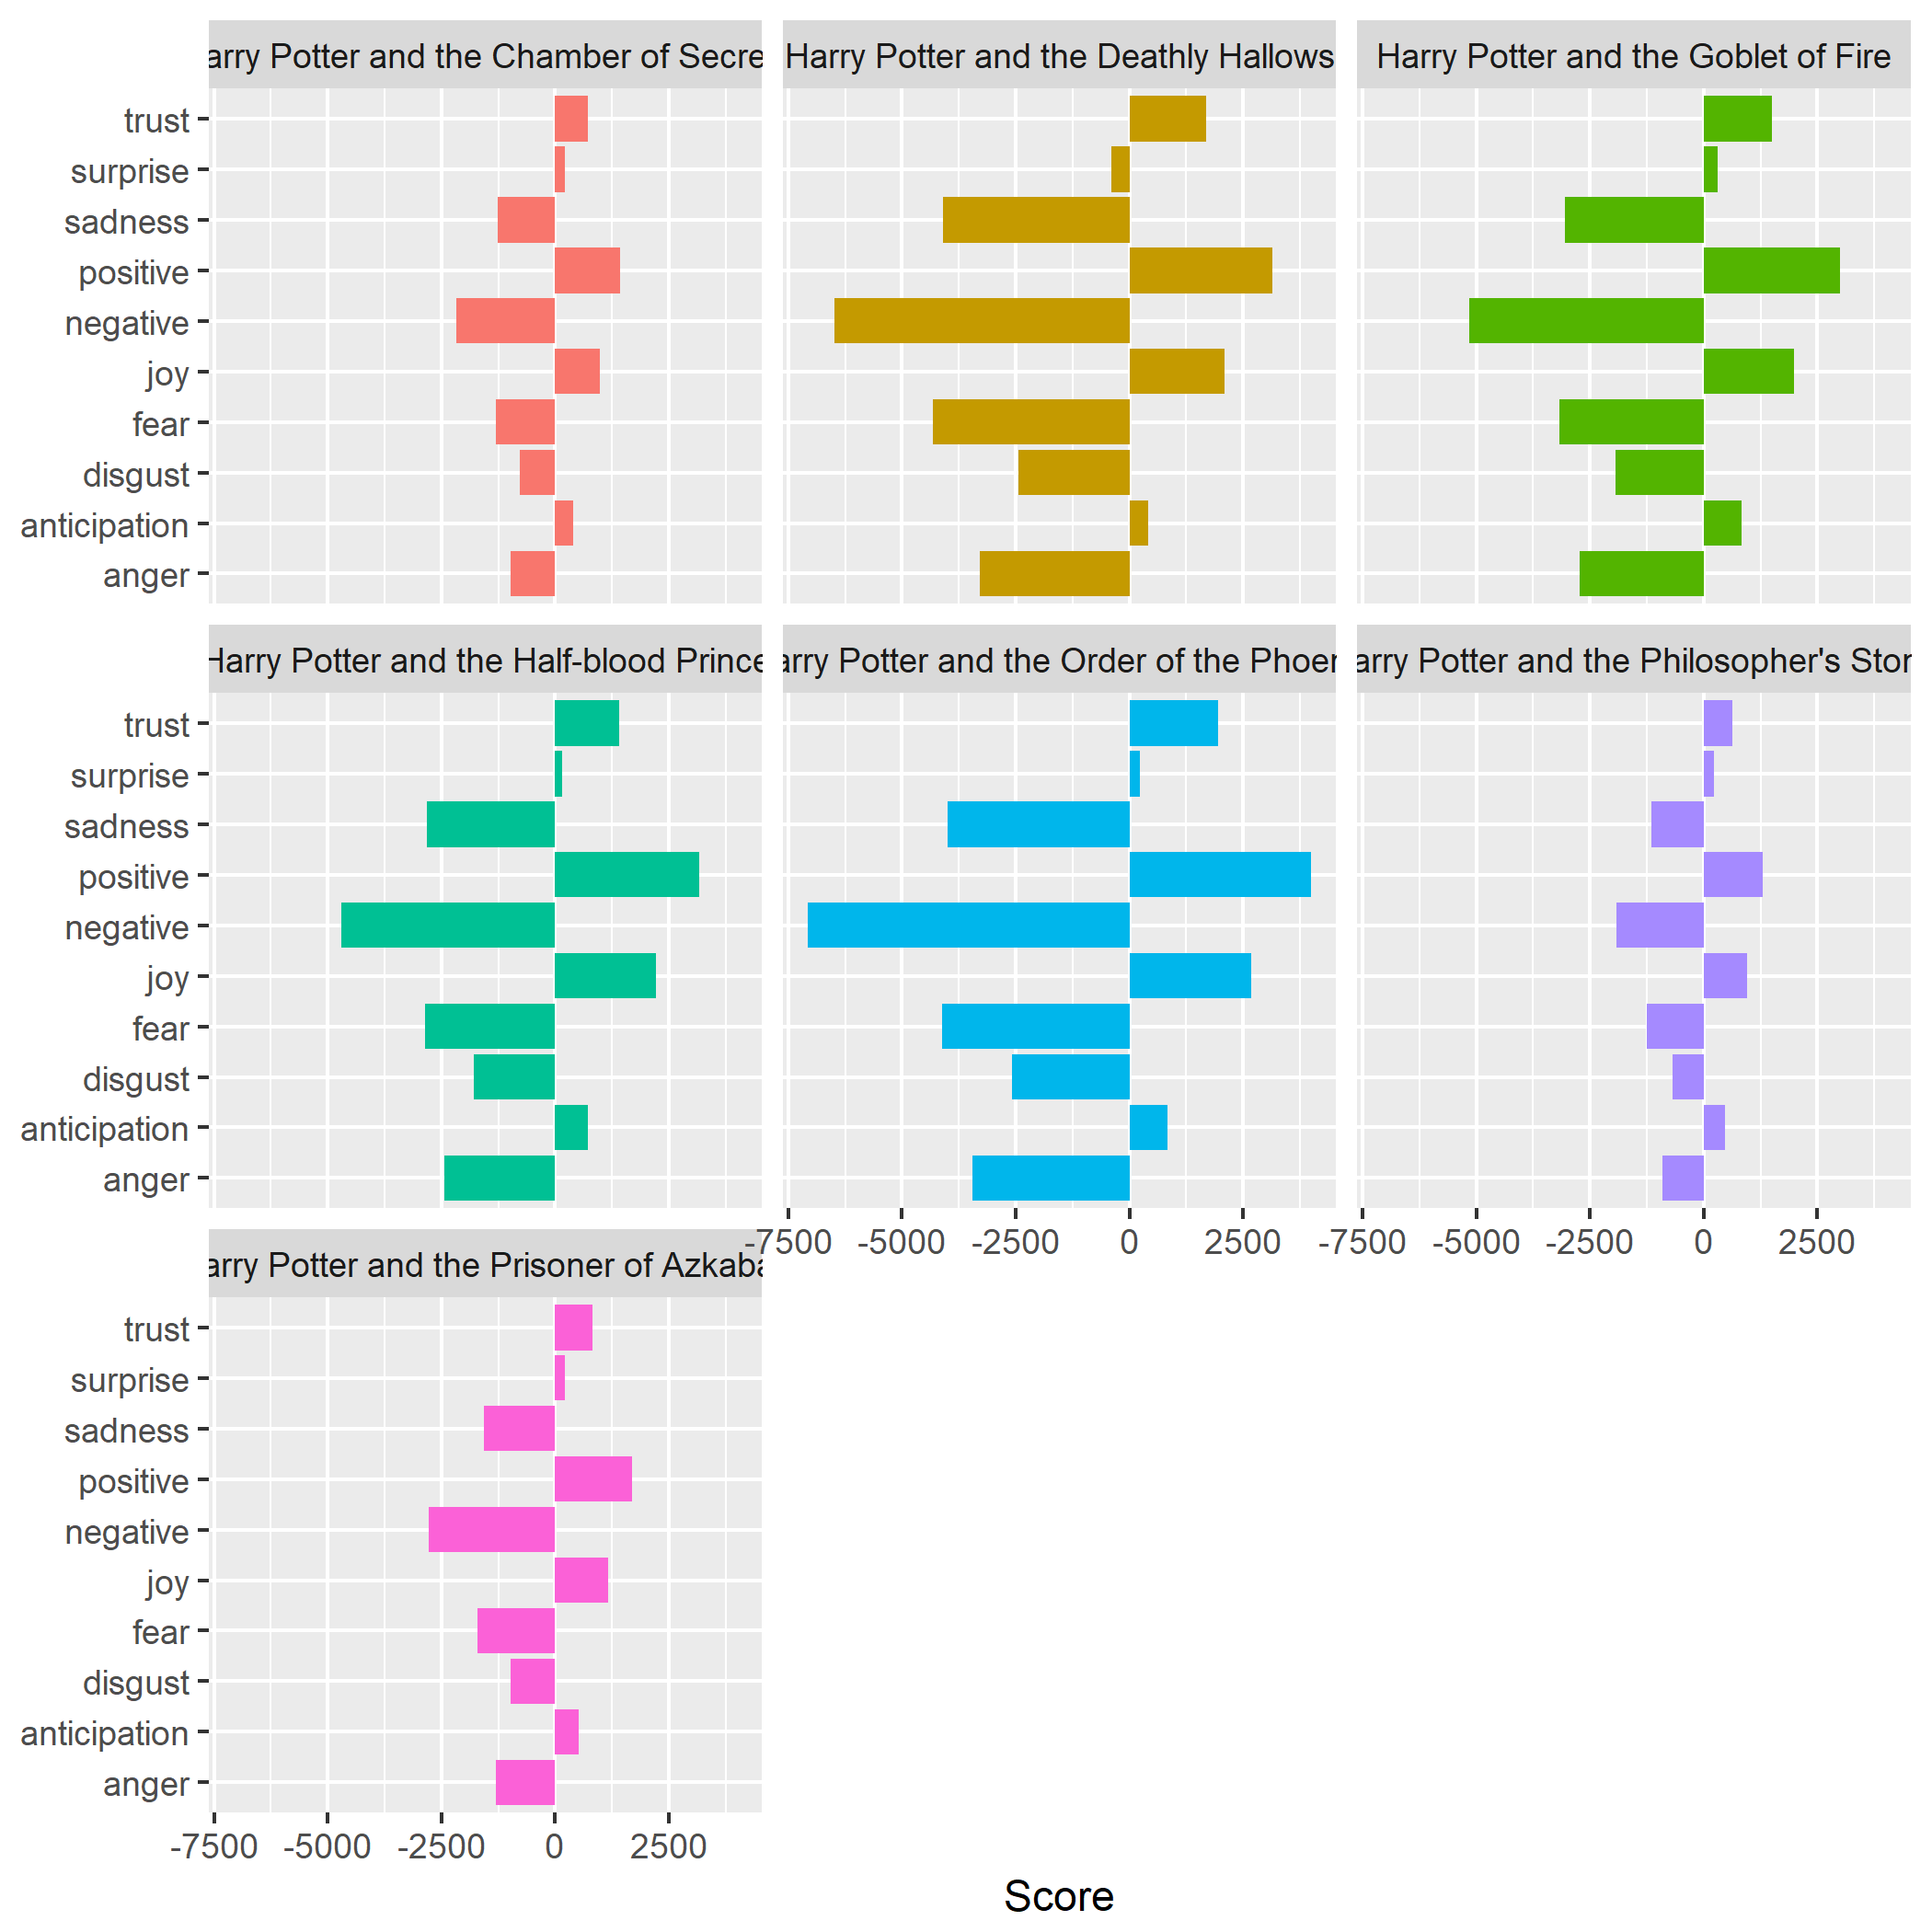 arry Potter and the Chamber of Secre
Harry Potter and the Deathly Hallows
Harry Potter and the Goblet of Fire
trust
surprise
sadness
positive
negative
joy
fear
disgust
anticipation
anger
Harry Potter and the Half-blood Prince
arry Potter and the Order of the Phoen
arry Potter and the Philosopher's Ston
trust
surprise
sadness
positive
negative
joy
fear
disgust
anticipation
anger
-7500 -5000 -2500 0 2500
-7500 -5000 -2500 0 2500
arry Potter and the Prisoner of Azkaba
trust
surprise
sadness
positive
negative
joy
fear
disgust
anticipation
anger
-7500 -5000 -2500 0 2500
Score